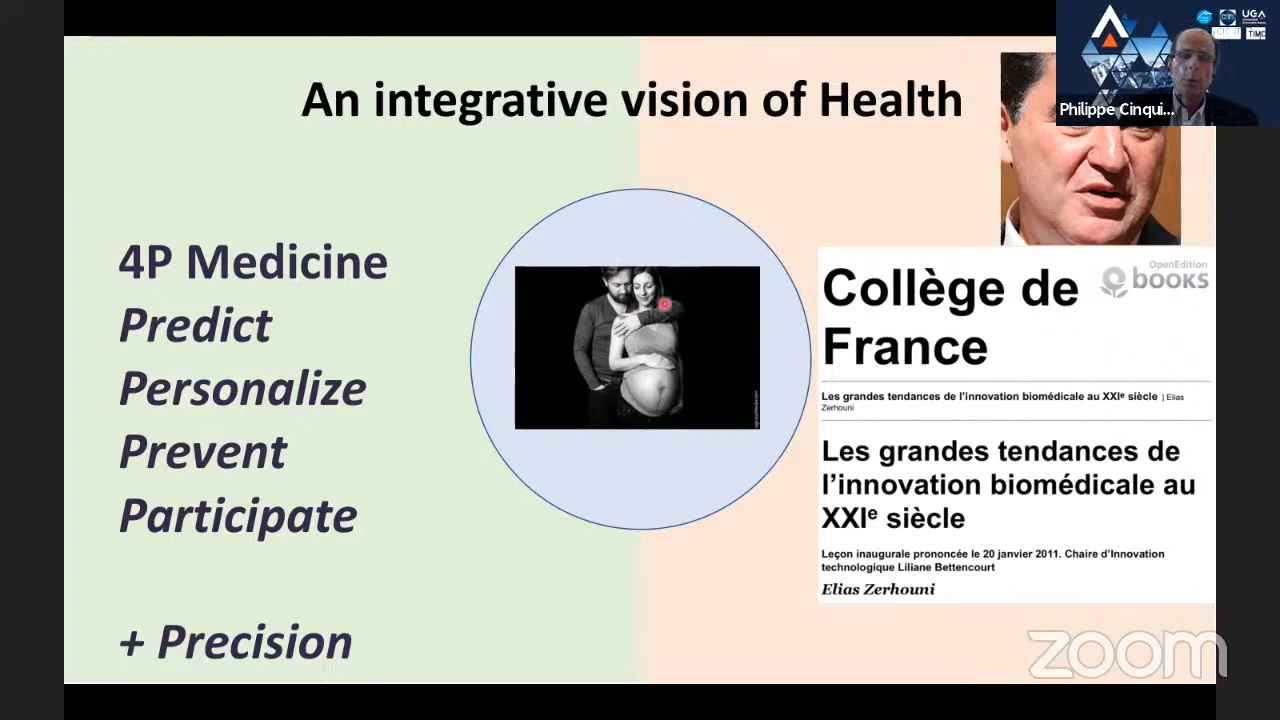 An integrative vision of Health
UGA
TIMC
Philippe Cinqui...
4P Medicine
Predict
Personalize
Prevent
Participate
+ Precision
OpenEdition
books
Collège de
France
Les grandes tendances de l'innovation biomédicale au XXIe siècle | Elias
Zerhouni
Les grandes tendances de
l'innovation biomédicale au
XXIe siècle
Leçon inaugurale prononcée le 20 janvier 2011. Chaire d'Innovation
technologique Liliane Bettencourt
Elias Zerhouni
zoom